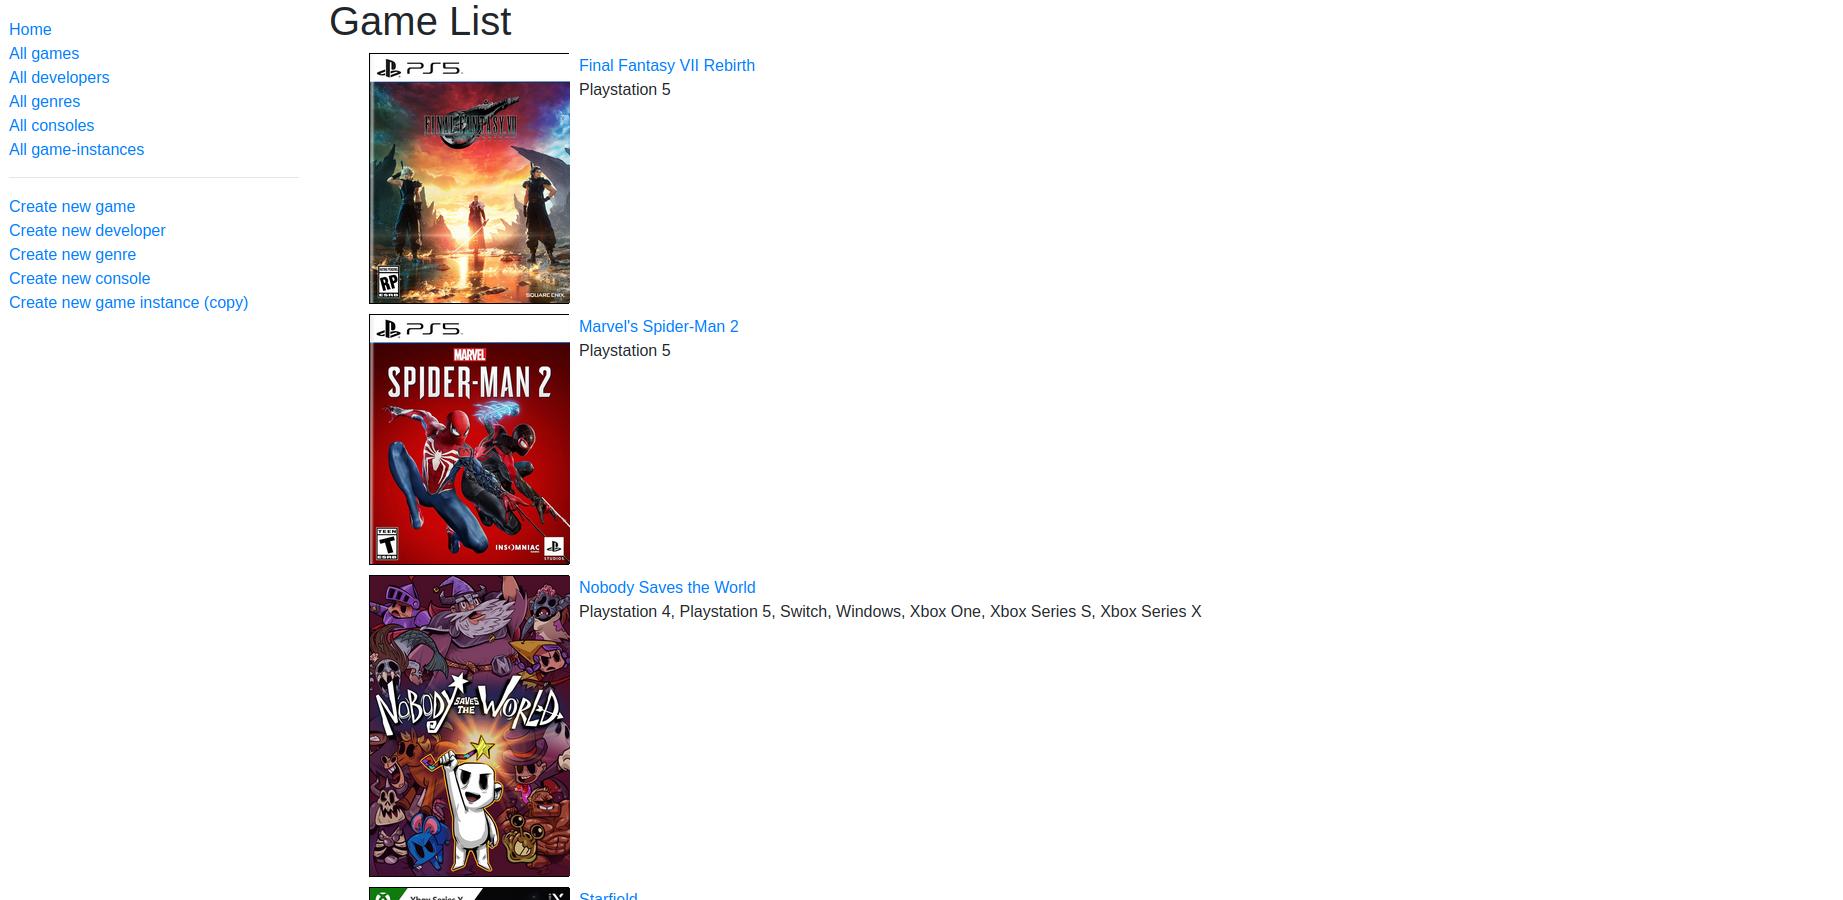 Home
All games
All developers
All genres
All consoles
All game-instances
Create new game
Create new developer
Create new genre
Create new console
Create new game instance (copy)
Game List
PS5
FINAL FANTASY VII
RP
ESRB
SQUARE ENIX
Final Fantasy VII Rebirth
Playstation 5
PS5
MARVEL
SPIDER-MAN 2
TEEN
T
ESRB
INSOMNIAC
STUDIOS
Marvel's Spider-Man 2
Playstation 5
NOBODY SAVES THE WORLD
Nobody Saves the World
Playstation 4, Playstation 5, Switch, Windows, Xbox One, Xbox Series S, Xbox Series X
Xbox Series X
Starfield